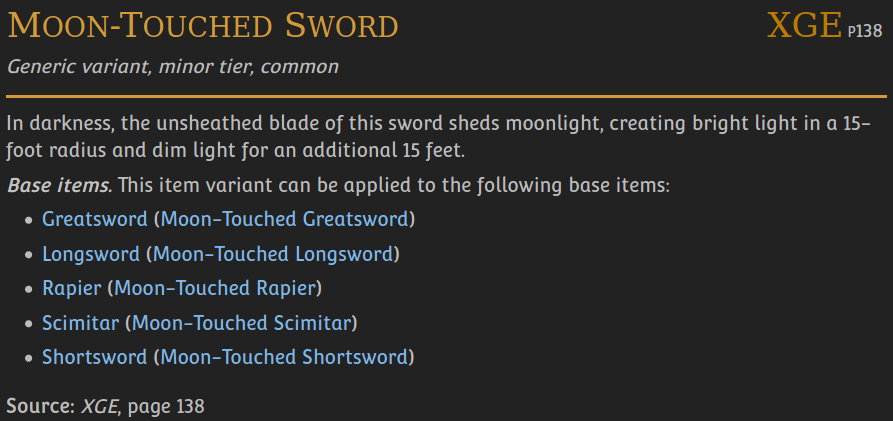 Moon-Touched Sword XGE P138
Generic variant, minor tier, common
In darkness, the unsheathed blade of this sword sheds moonlight, creating bright light in a 15-
foot radius and dim light for an additional 15 feet.
Base items. This item variant can be applied to the following base items:
• Greatsword (Moon-Touched Greatsword)
• Longsword (Moon-Touched Longsword)
• Rapier (Moon-Touched Rapier)
• Scimitar (Moon-Touched Scimitar)
• Shortsword (Moon-Touched Shortsword)
Source: XGE, page 138